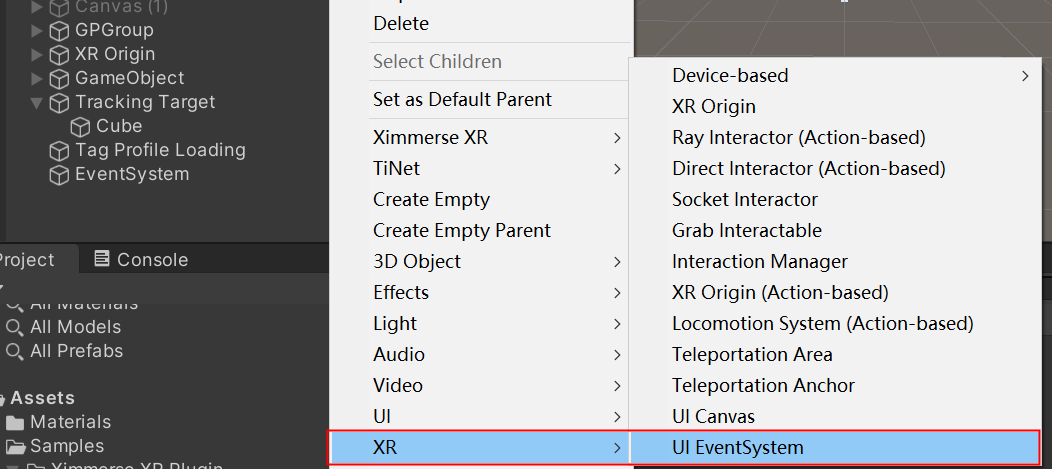 Canvas (1)
GPGroup
XR Origin
GameObject
Tracking Target
Cube
Tag Profile Loading
EventSystem
Project
Console
All Materials
All Models
All Prefabs
Assets
Materials
Samples
Ximmerse XR Plugin
Delete
Select Children
Set as Default Parent
Ximmerse XR
TiNet
Create Empty
Create Empty Parent
3D Object
Effects
Light
Audio
Video
UI
XR
Device-based
XR Origin
Ray Interactor (Action-based)
Direct Interactor (Action-based)
Socket Interactor
Grab Interactable
Interaction Manager
XR Origin (Action-based)
Locomotion System (Action-based)
Teleportation Area
Teleportation Anchor
UI Canvas
UI EventSystem